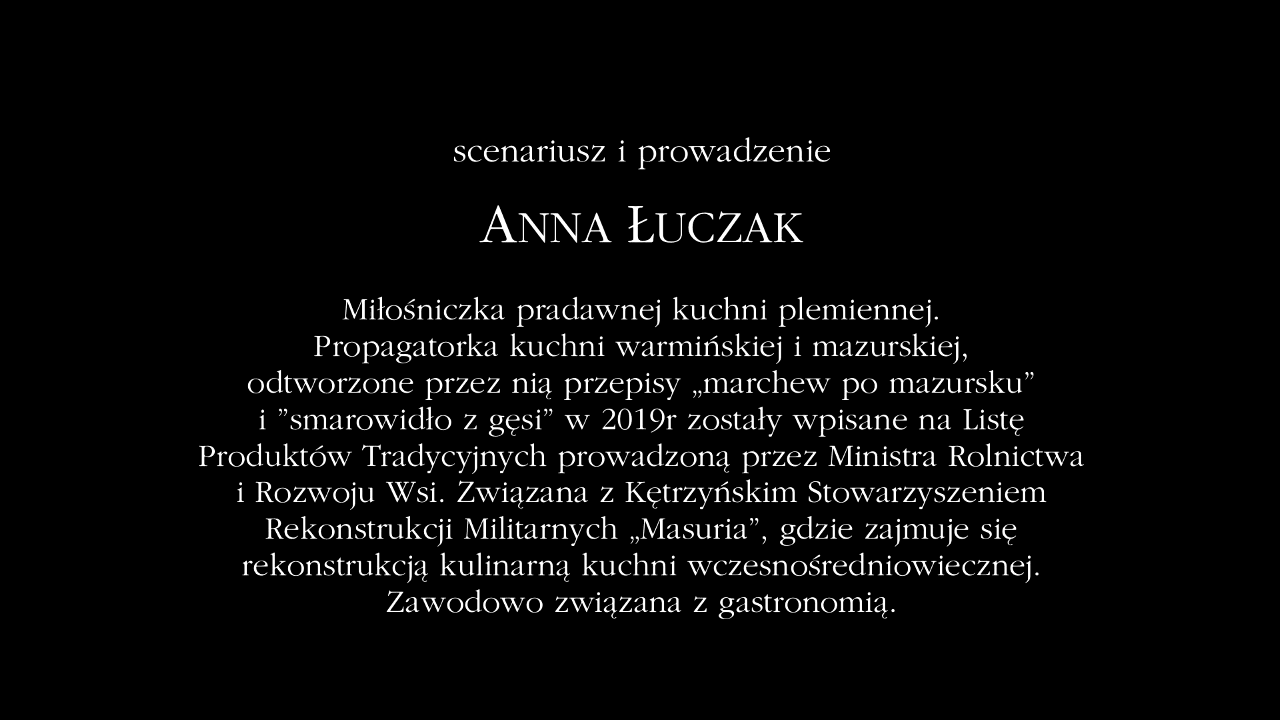 scenariusz i prowadzenie
ANNA ŁUCZAK
Miłośniczka pradawnej kuchni plemiennej.
Propagatorka kuchni warmińskiej i mazurskiej,
odtworzone przez nią przepisy „marchew po mazursku”
i ”smarowidło z gęsi” w 2019r zostały wpisane na Listę
Produktów Tradycyjnych prowadzoną przez Ministra Rolnictwa
i Rozwoju Wsi. Związana z Kętrzyńskim Stowarzyszeniem
Rekonstrukcji Militarnych „Masuria”, gdzie zajmuje się
rekonstrukcją kulinarną kuchni wczesnośredniowiecznej.
Zawodowo związana z gastronomią.